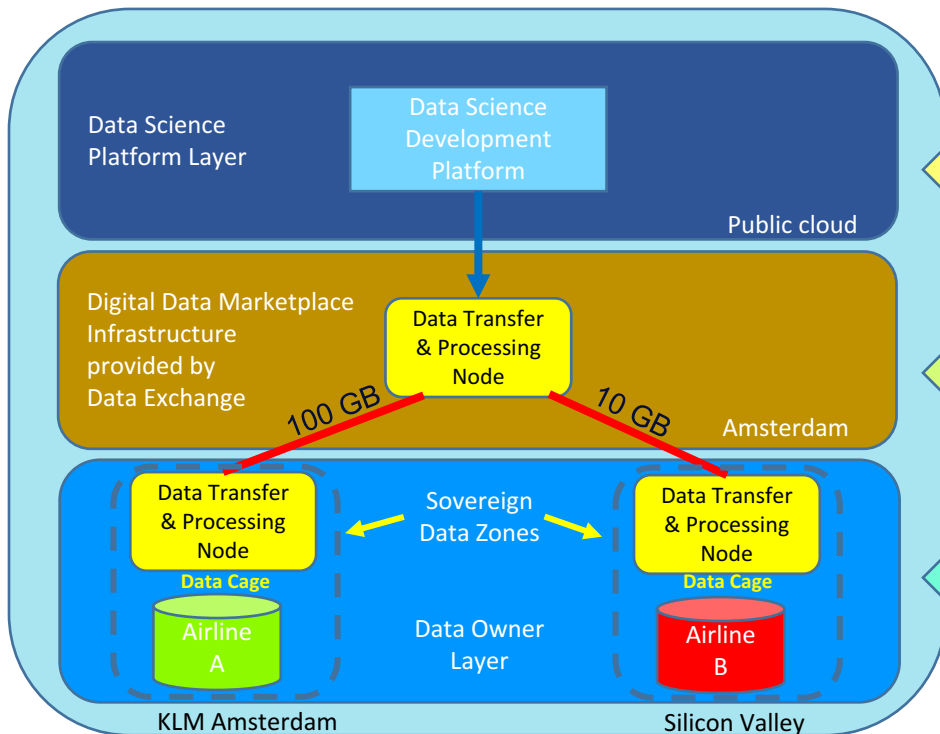 Data Science
Platform Layer
Data Science
Development
Platform
Public cloud
Digital Data Marketplace
Infrastructure
provided by
Data Exchange
Data Transfer
& Processing
Node
100 GB
10 GB
Amsterdam
Data Transfer
& Processing
Node
Data Cage
Airline
A
Sovereign
Data Zones
Data Owner
Layer
Data Transfer
& Processing
Node
Data Cage
Airline
B
KLM Amsterdam
Silicon Valley